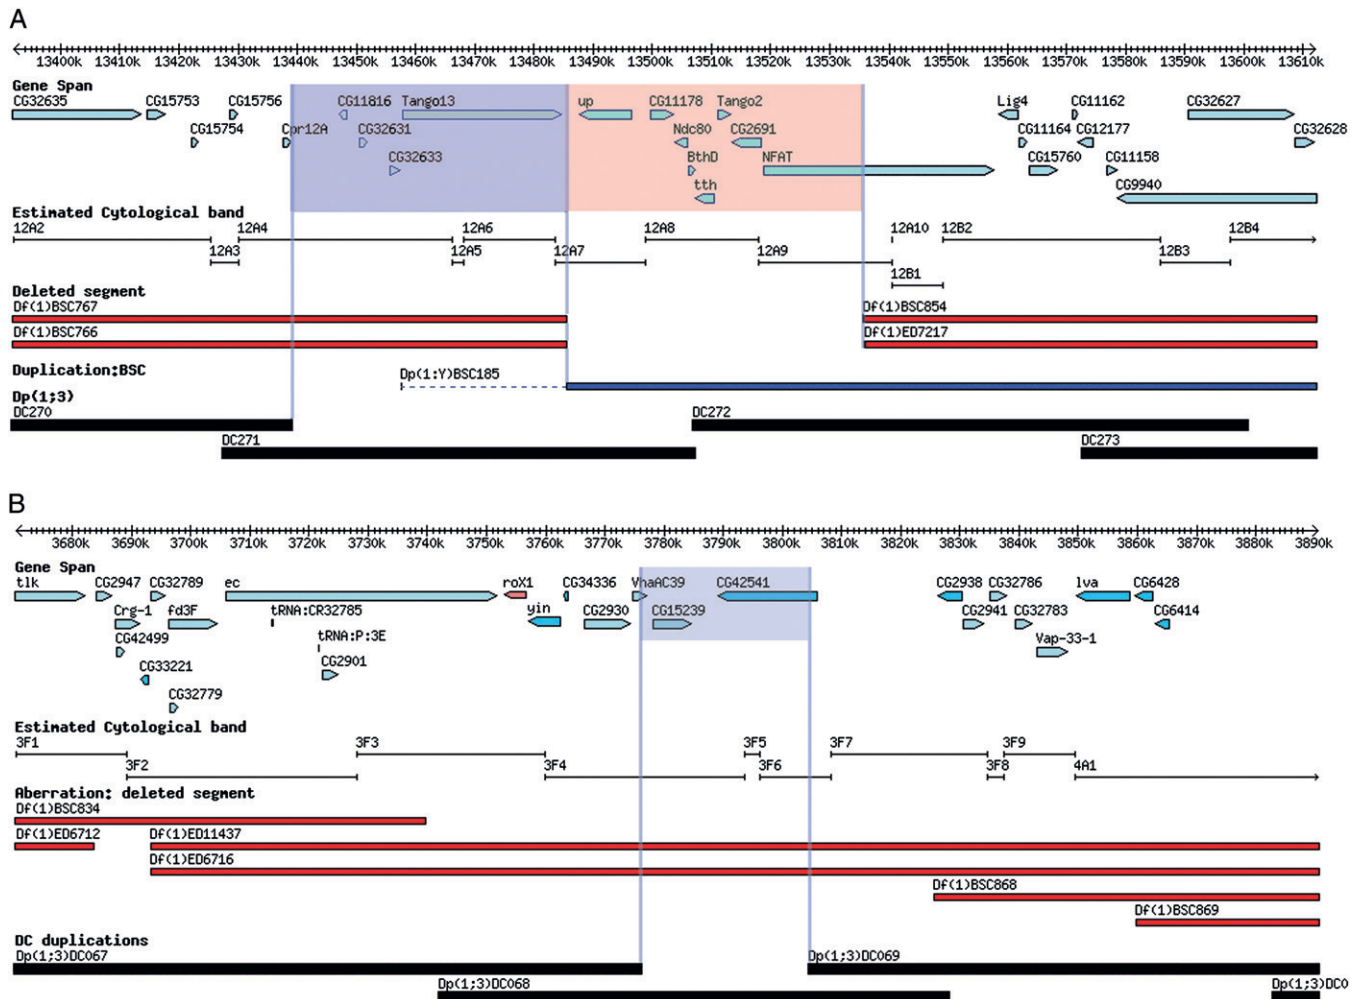 A
13400k 13410k 13420k 13430k 13440k 13450k 13460k 13470k 13480k 13490k 13500k 13510k 13520k 13530k 13540k 13550k 13560k 13570k 13580k 13590k 13600k 13610k
Gene Span
CG32635 CG15753 CG15756 CG11816 Tango13 up CG11178 Tango2 Lig4 CG11162 CG32627
CG15754 Cpr12A CG32631 Ndc80 CG2691 CG11164 CG12177 CG32628
CG32633 BthD NFAT CG15760 CG11158
tth CG9940
Estimated Cytological band
12A2 12A4 12A6 12A8 12A10 12B2 12B4
12A3 12A5 12A7 12A9 12B3
12B1
Deleted segment
Df(1)BSC767 Df(1)BSC854
Df(1)BSC766 Df(1)ED7217
Duplication:BSC
Dp(1:Y)BSC185
Dp(1;3)
DC270 DC272
DC271 DC273
B
3680k 3690k 3700k 3710k 3720k 3730k 3740k 3750k 3760k 3770k 3780k 3790k 3800k 3810k 3820k 3830k 3840k 3850k 3860k 3870k 3880k 3890k
Gene Span
tlk CG2947 CG32789 ec roX1 CG34336 VhaAC39 CG42541 CG2938 CG32786 lva CG6428
Crg-1 fd3F tRNA:CR32785 yin CG2930 CG15239 CG2941 CG32783 CG6414
CG42499 tRNA:P:3E Vap-33-1
CG33221 CG2901
CG32779
Estimated Cytological band
3F1 3F3 3F5 3F7 3F9
3F2 3F4 3F6 3F8 4A1
Aberration: deleted segment
Df(1)BSC834
Df(1)ED6712 Df(1)ED11437
Df(1)ED6716
Df(1)BSC868
Df(1)BSC869
DC duplications
Dp(1;3)DC067 Dp(1;3)DC069
Dp(1;3)DC068 Dp(1;3)DC0